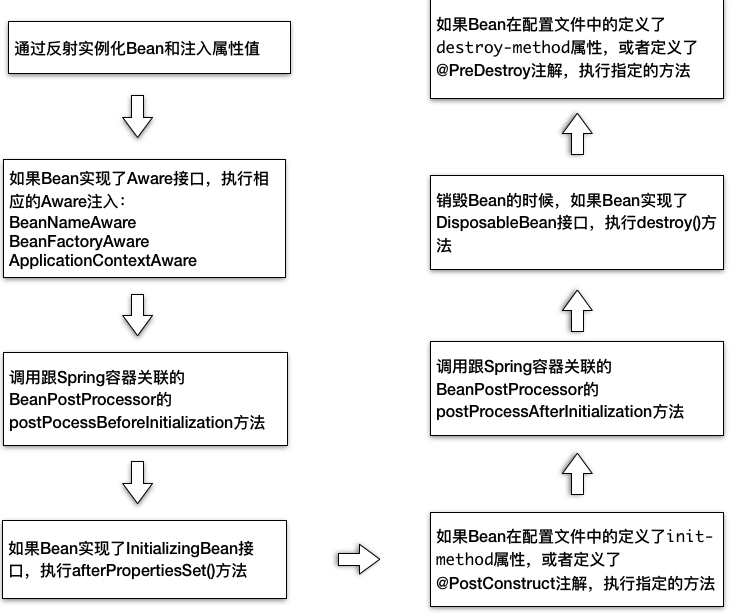 通过反射实例化Bean和注入属性值
如果Bean实现了Aware接口，执行相
应的Aware注入：
BeanNameAware
BeanFactoryAware
ApplicationContextAware
调用跟Spring容器关联的
BeanPostProcessor的
postPocessBeforeInitialization方法
如果Bean实现了InitializingBean接
口，执行afterPropertiesSet()方法
如果Bean在配置文件中的定义了init-
method属性，或者定义了
@PostConstruct注解，执行指定的方法
调用跟Spring容器关联的
BeanPostProcessor的
postProcessAfterInitialization方法
销毁Bean的时候，如果Bean实现了
DisposableBean接口，执行destroy()方
法
如果Bean在配置文件中的定义了
destroy-method属性，或者定义了
@PreDestroy注解，执行指定的方法